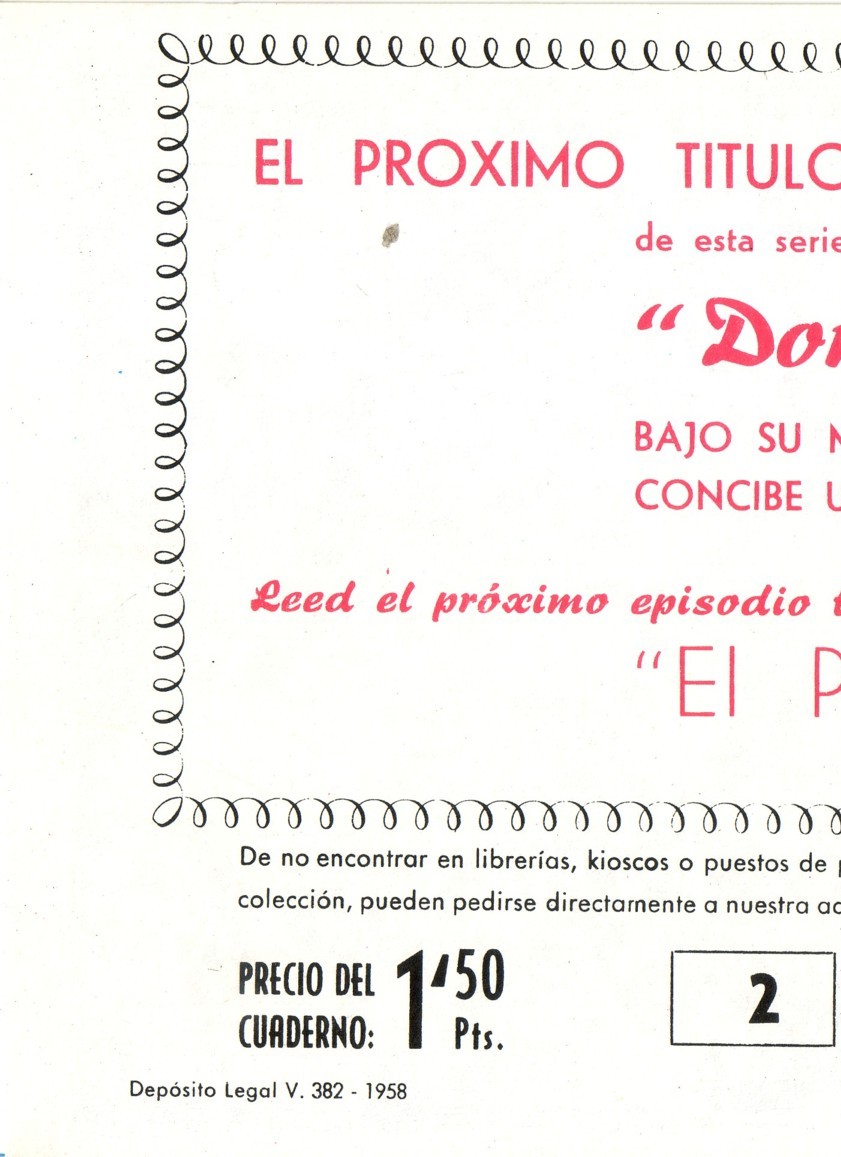 EL PROXIMO TITULO
de esta serie
"Don
BAJO SU
CONCIBE
Leed el próximo episodio
"El P
De no encontrar en librerías, kioscos o puestos de
colección, pueden pedirse directamente a nuestra
PRECIO DEL
CUADERNO:
1'50
Pts.
2
Depósito Legal V. 382 - 1958